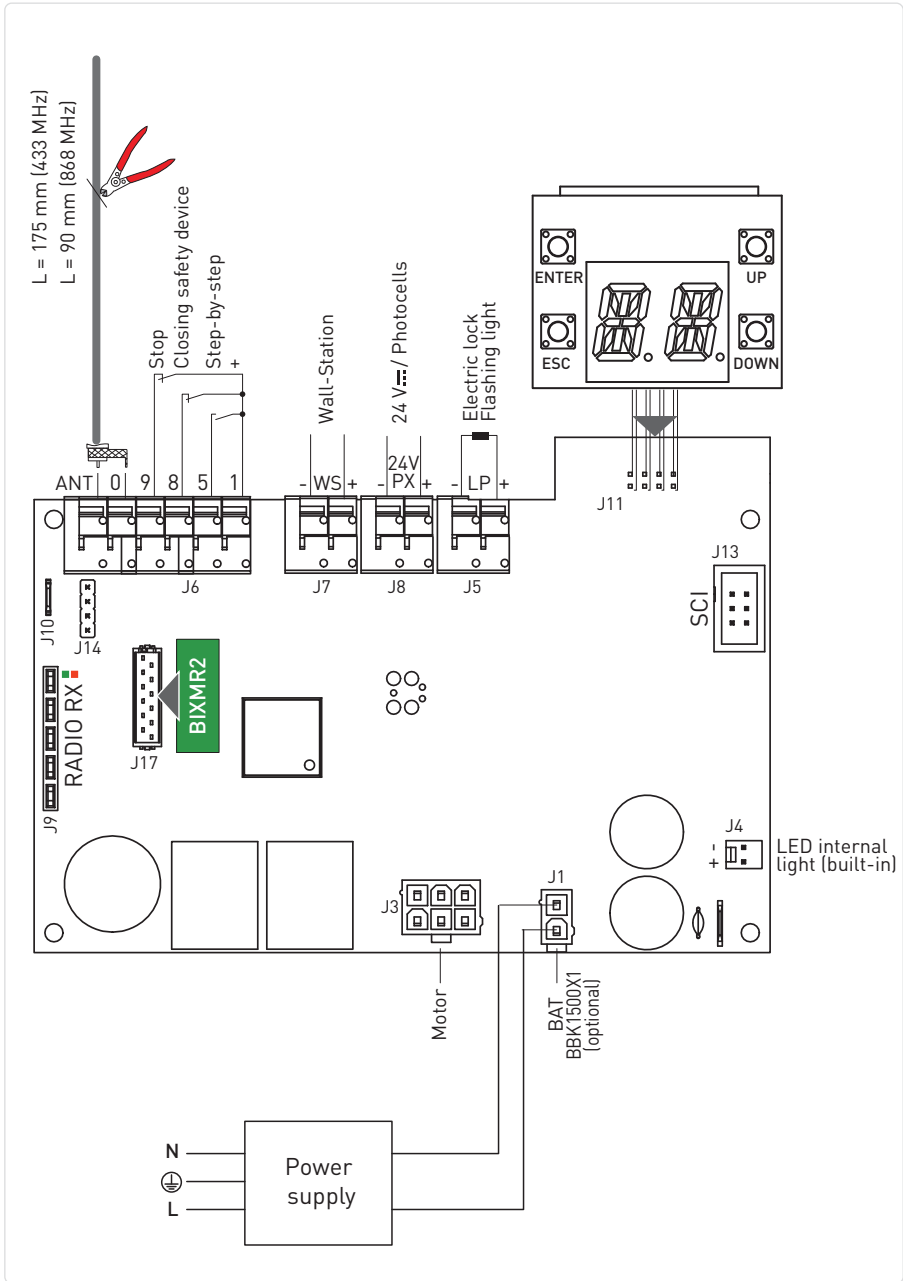 L = 175 mm (433 MHz)
L = 90 mm (868 MHz)
Stop
Closing safety device
Step-by-step
+
Wall-Station
24 V / Photocells
Electric lock
Flashing light
ENTER
UP
ESC
DOWN
ANT 0 9 8 5 1
- WS +
24V
- PX +
- LP +
J6
J7
J8
J5
J11
J13
SCI
J10
J14
RADIO RX
J9
J17
BIXMR2
J4
-
+
LED internal
light (built-in)
J3
J1
Motor
BAT
BBK1500X1
(optional)
N
L
Power
supply